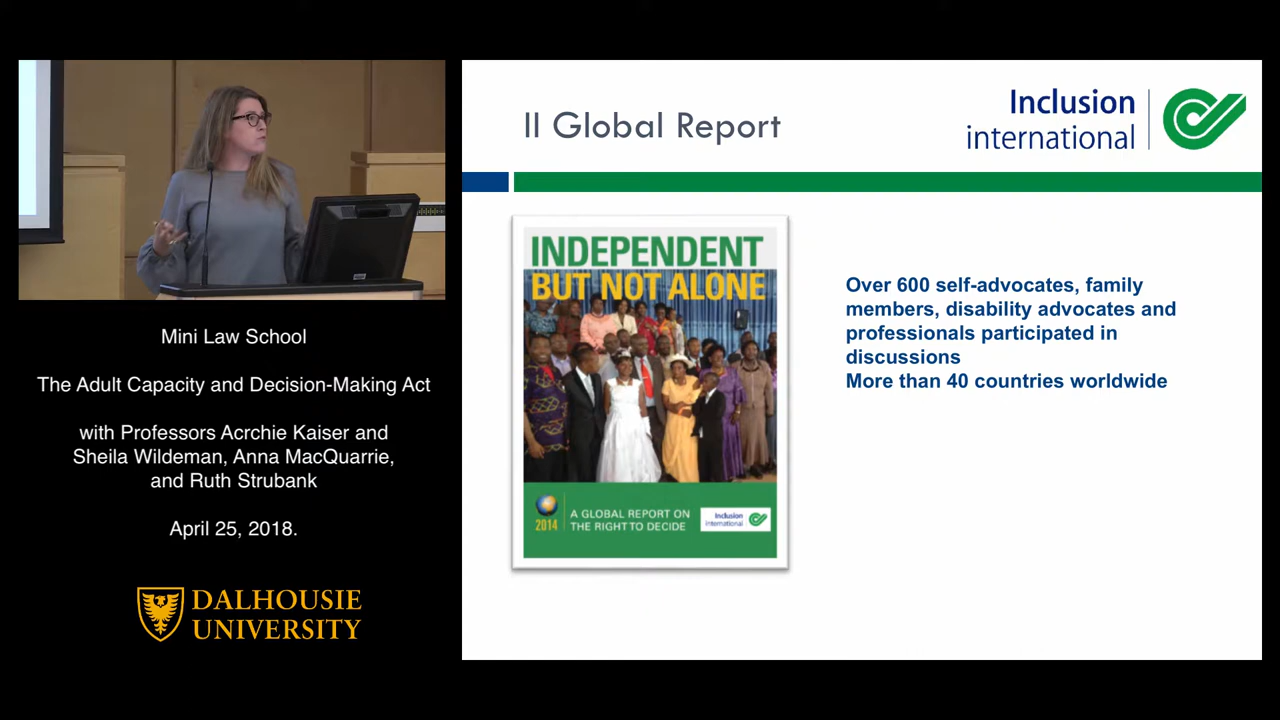 Mini Law School
The Adult Capacity and Decision-Making Act
with Professors Acrchie Kaiser and
Sheila Wildeman, Anna MacQuarrie,
and Ruth Strubank
April 25, 2018.
DALHOUSIE
UNIVERSITY
II Global Report
Inclusion
international
INDEPENDENT
BUT NOT ALONE
2014
A GLOBAL REPORT ON
THE RIGHT TO DECIDE
Inclusion
international
Over 600 self-advocates, family
members, disability advocates and
professionals participated in
discussions
More than 40 countries worldwide